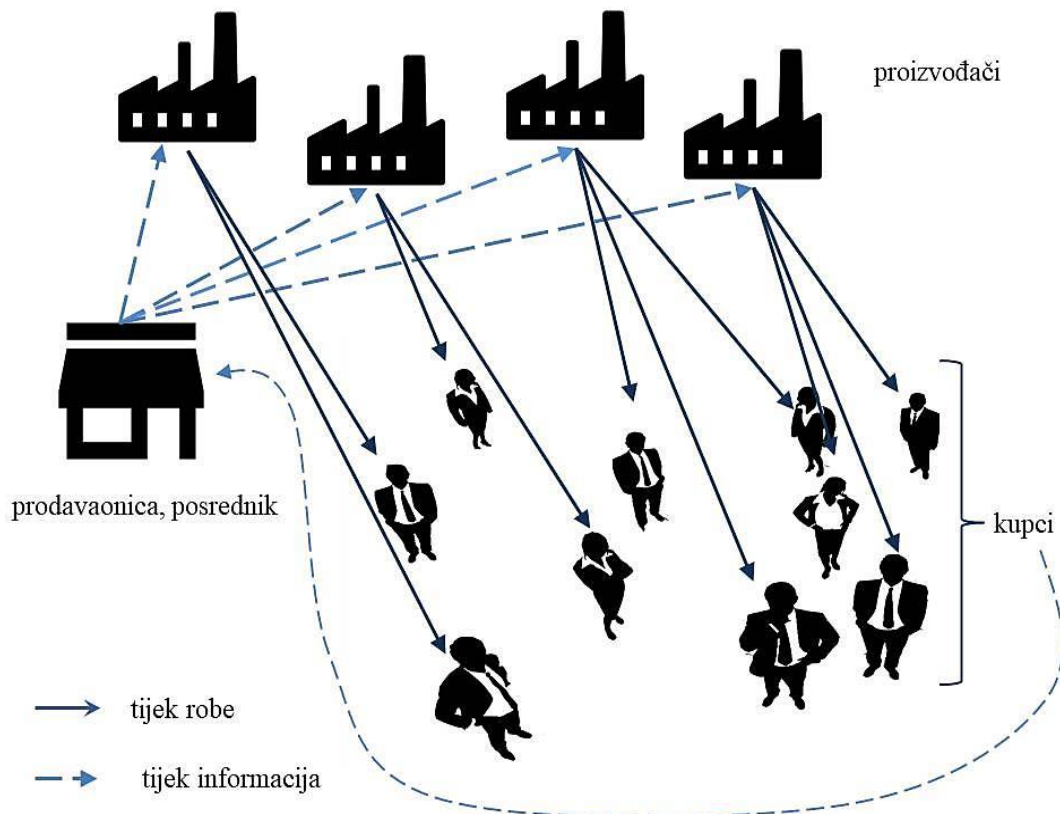 proizvođači
prodavaonica, posrednik
kupci
tijek robe
tijek informacija